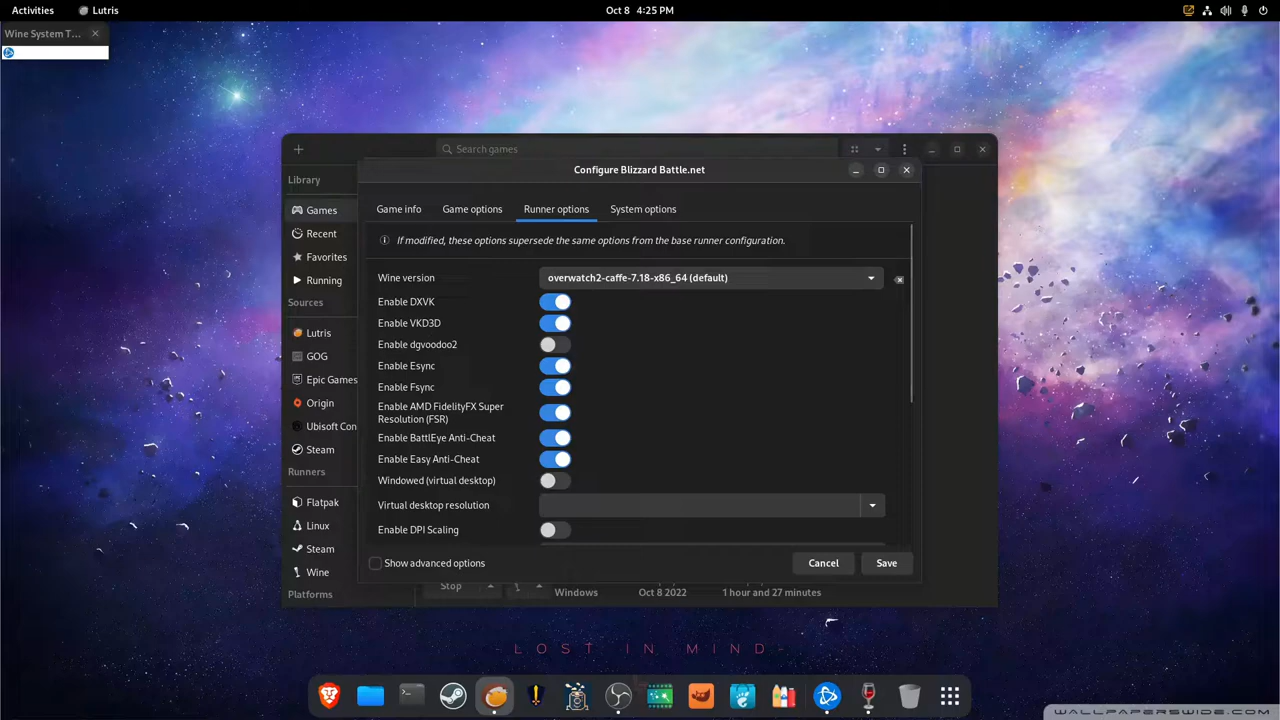 Activities
Lutris
Oct 8 4:25 PM
Wine System T...
Search games
Configure Blizzard Battle.net
Library
Games
Recent
Favorites
Running
Sources
Lutris
GOG
Epic Games
Origin
Ubisoft Con
Steam
Runners
Flatpak
Linux
Steam
Wine
Platforms
Game info
Game options
Runner options
System options
If modified, these options supersede the same options from the base runner configuration.
Wine version
overwatch2-caffe-7.18-x86_64 (default)
Enable DXVK
Enable VKD3D
Enable dgvoodoo2
Enable Esync
Enable Fsync
Enable AMD FidelityFX Super
Resolution (FSR)
Enable BattlEye Anti-Cheat
Enable Easy Anti-Cheat
Windowed (virtual desktop)
Virtual desktop resolution
Enable DPI Scaling
Show advanced options
Cancel
Save
Stop
Windows
Oct 8 2022
1 hour and 27 minutes
- LOST IN MIND -
WALLPAPERSWIDE.COM